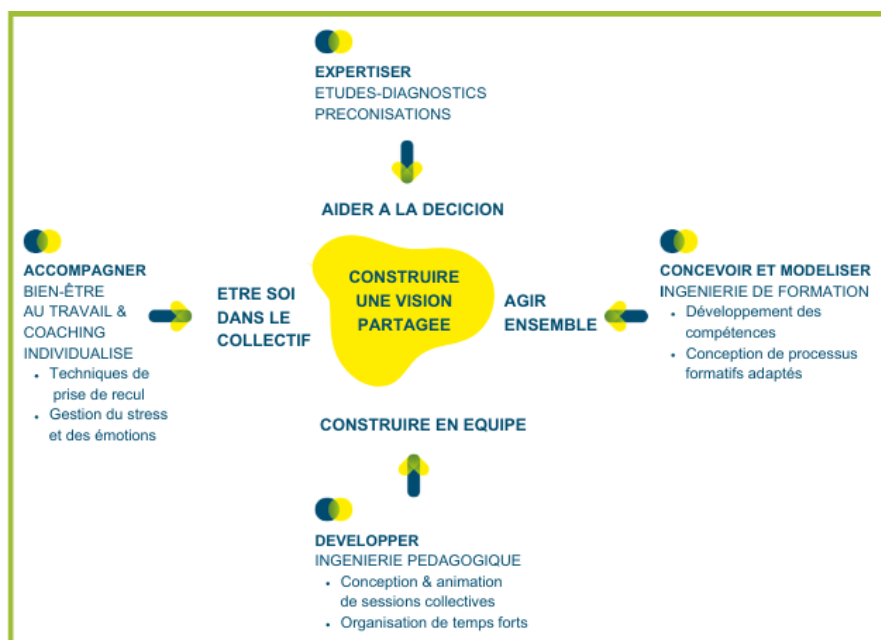 EXPERTISER
ETUDES-DIAGNOSTICS
PRECONISATIONS
AIDER A LA DECICION
ACCOMPAGNER
BIEN-ÊTRE
AU TRAVAIL &
COACHING
INDIVIDUALISE
• Techniques de
prise de recul
• Gestion du stress
et des émotions
ETRE SOI
DANS LE
COLLECTIF
CONSTRUIRE
UNE VISION
PARTAGEE
AGIR
ENSEMBLE
CONCEVOIR ET MODELISER
INGENIERIE DE FORMATION
• Développement des
compétences
• Conception de processus
formatifs adaptés
CONSTRUIRE EN EQUIPE
DEVELOPPER
INGENIERIE PEDAGOGIQUE
• Conception & animation
de sessions collectives
• Organisation de temps forts